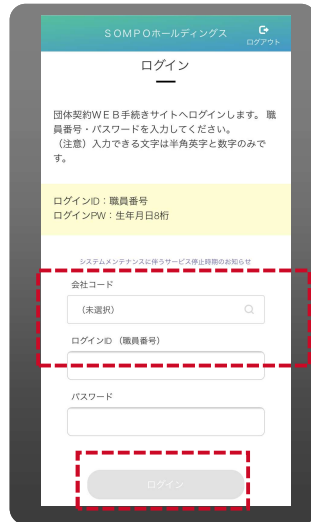 SOMPOホールディングス
ログアウト
ログイン
団体契約WEB手続きサイトへログインします。 職
員番号・パスワードを入力してください。
(注意)入力できる文字は半角英字と数字のみで
す。
ログインID:職員番号
ログインPW:生年月日8桁
システムメンテナンスに伴うサービス停止時間のお知らせ
会社コード
(未選択)
ログインID (職員番号)
パスワード
ログイン